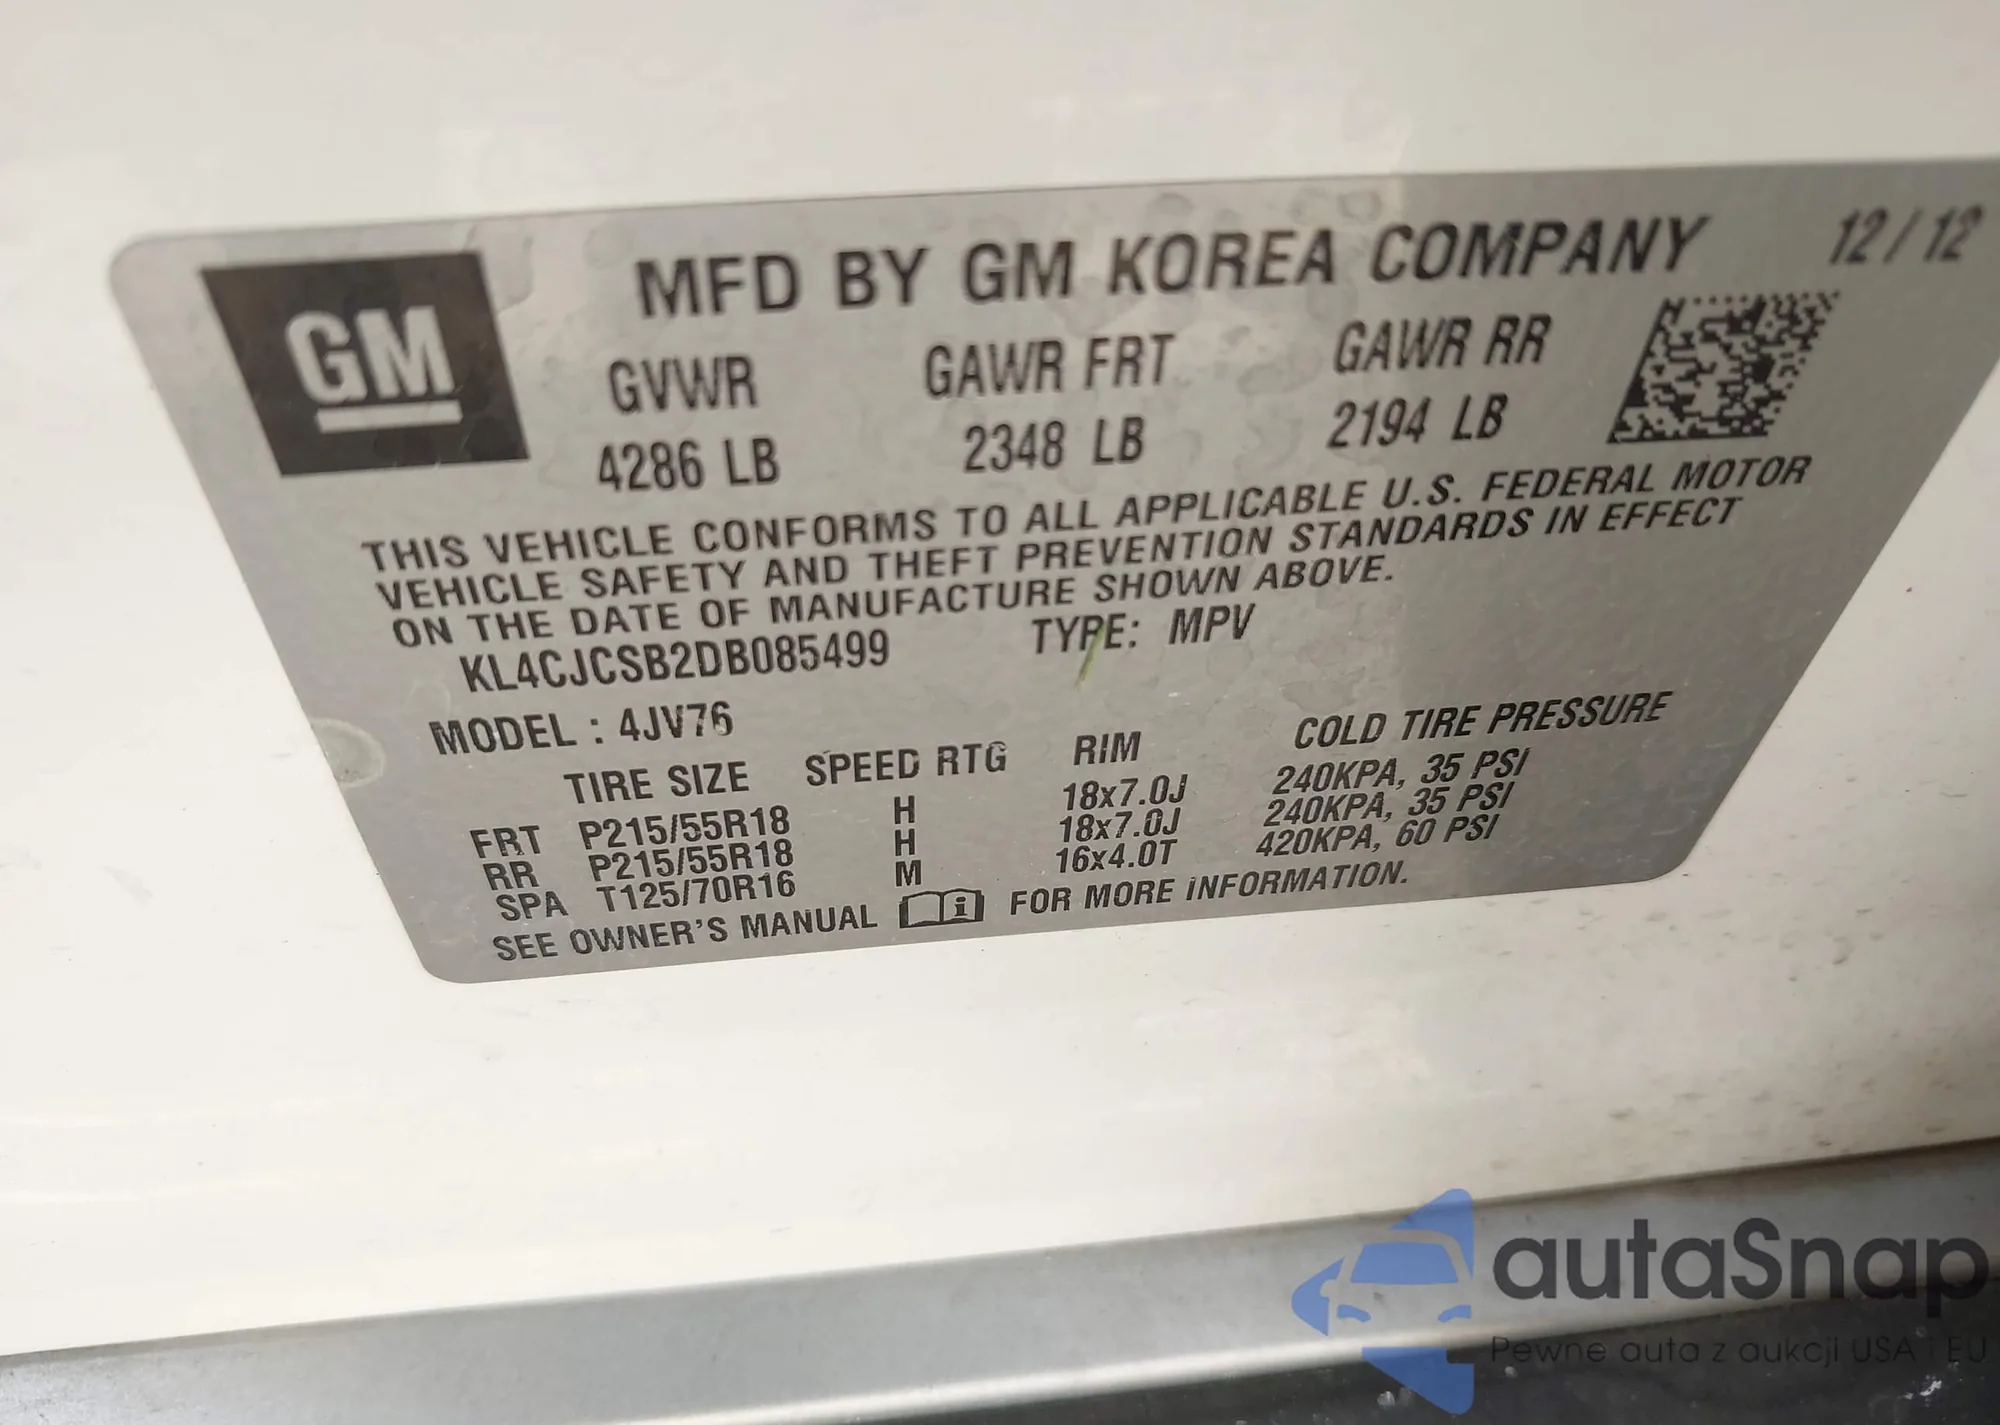 GM
MFD BY GM KOREA COMPANY 12/12
GVWR GAWR FRT GAWR RR
4286 LB 2348 LB 2194 LB
THIS VEHICLE CONFORMS TO ALL APPLICABLE U.S. FEDERAL MOTOR
VEHICLE SAFETY AND THEFT PREVENTION STANDARDS IN EFFECT
ON THE DATE OF MANUFACTURE SHOWN ABOVE.
KL4CJCSB2DB085499 TYPE: MPV
MODEL : 4JV76
TIRE SIZE SPEED RTG RIM COLD TIRE PRESSURE
FRT P215/55R18 H 18x7.0J 240KPA, 35 PSI
RR P215/55R18 H 18x7.0J 240KPA, 35 PSI
SPA T125/70R16 M 16x4.0T 420KPA, 60 PSI
SEE OWNER'S MANUAL i FOR MORE INFORMATION.
autaSnap
Pewne auta z aukcji USA i EU